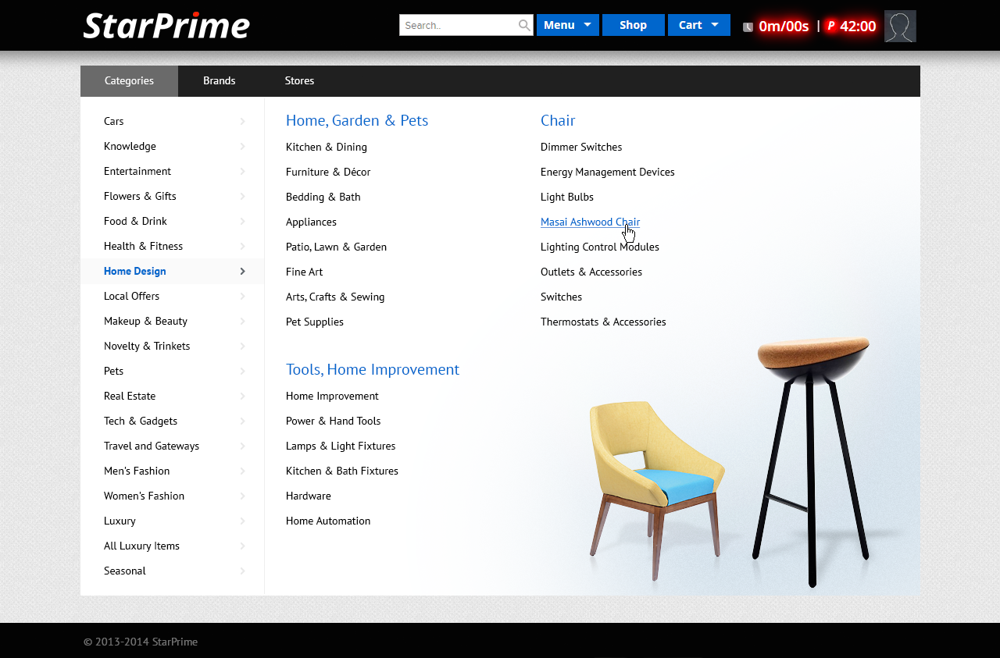 StarPrime
Search..
Menu
Shop
Cart
0m/00s | P 42:00
Categories
Brands
Stores
Cars
Knowledge
Entertainment
Flowers & Gifts
Food & Drink
Health & Fitness
Home Design
Local Offers
Makeup & Beauty
Novelty & Trinkets
Pets
Real Estate
Tech & Gadgets
Travel and Gateways
Men's Fashion
Women's Fashion
Luxury
All Luxury Items
Seasonal
Home, Garden & Pets
Kitchen & Dining
Furniture & Décor
Bedding & Bath
Appliances
Patio, Lawn & Garden
Fine Art
Arts, Crafts & Sewing
Pet Supplies
Tools, Home Improvement
Home Improvement
Power & Hand Tools
Lamps & Light Fixtures
Kitchen & Bath Fixtures
Hardware
Home Automation
Chair
Dimmer Switches
Energy Management Devices
Light Bulbs
Masai Ashwood Chair
Lighting Control Modules
Outlets & Accessories
Switches
Thermostats & Accessories
© 2013-2014 StarPrime